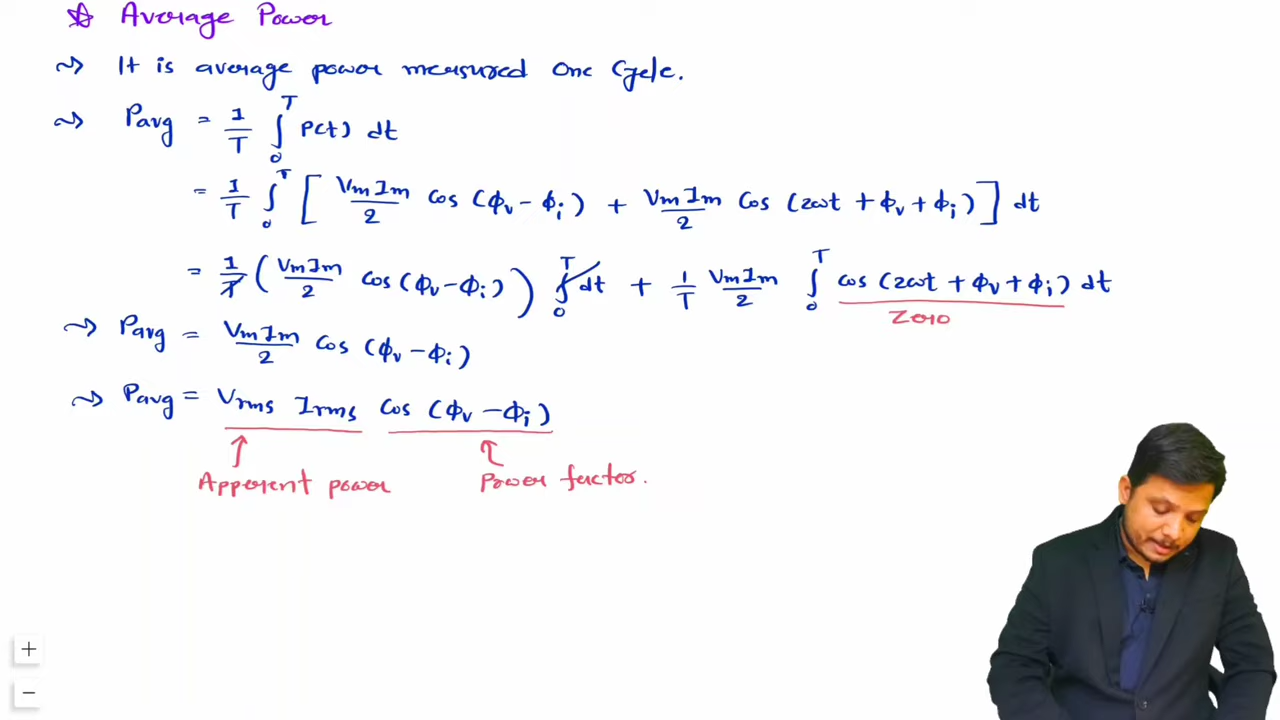 ☆ Average Power
⇝ It is average power measured one cycle.
⇝ Pavg = 1/T ∫₀ᵀ P(t) dt
= 1/T ∫₀ᵀ [ VmIm/2 cos (ϕv - ϕi) + VmIm/2 cos (2ωt + ϕv + ϕi) ] dt
= 1/T ( VmIm/2 cos (ϕv - ϕi) ) ∫₀ᵀ dt + 1/T VmIm/2 ∫₀ᵀ cos (2ωt + ϕv + ϕi) dt
Zero
⇝ Pavg = VmIm/2 cos (ϕv - ϕi)
⇝ Pavg = Vrms Irms cos (ϕv - ϕi)
Apperent power Power factor.
+
−